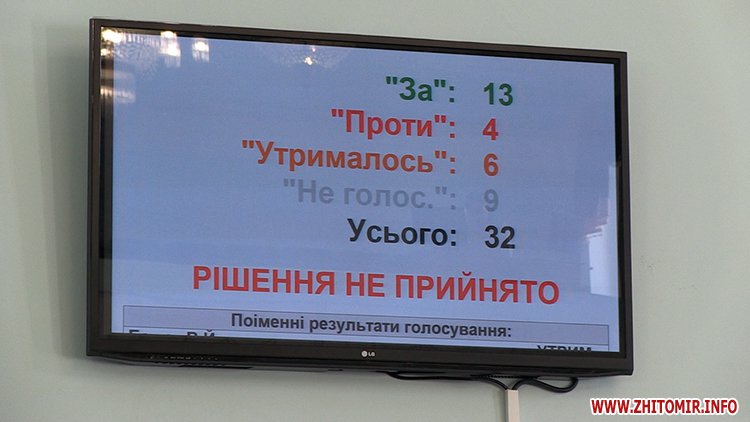 "За": 13
"Проти": 4
"Утрималось": 6
"Не голос.": 9
Усього: 32
РІШЕННЯ НЕ ПРИЙНЯТО
Поіменні результати голосування:
LG
WWW.ZHITOMIR.INFO